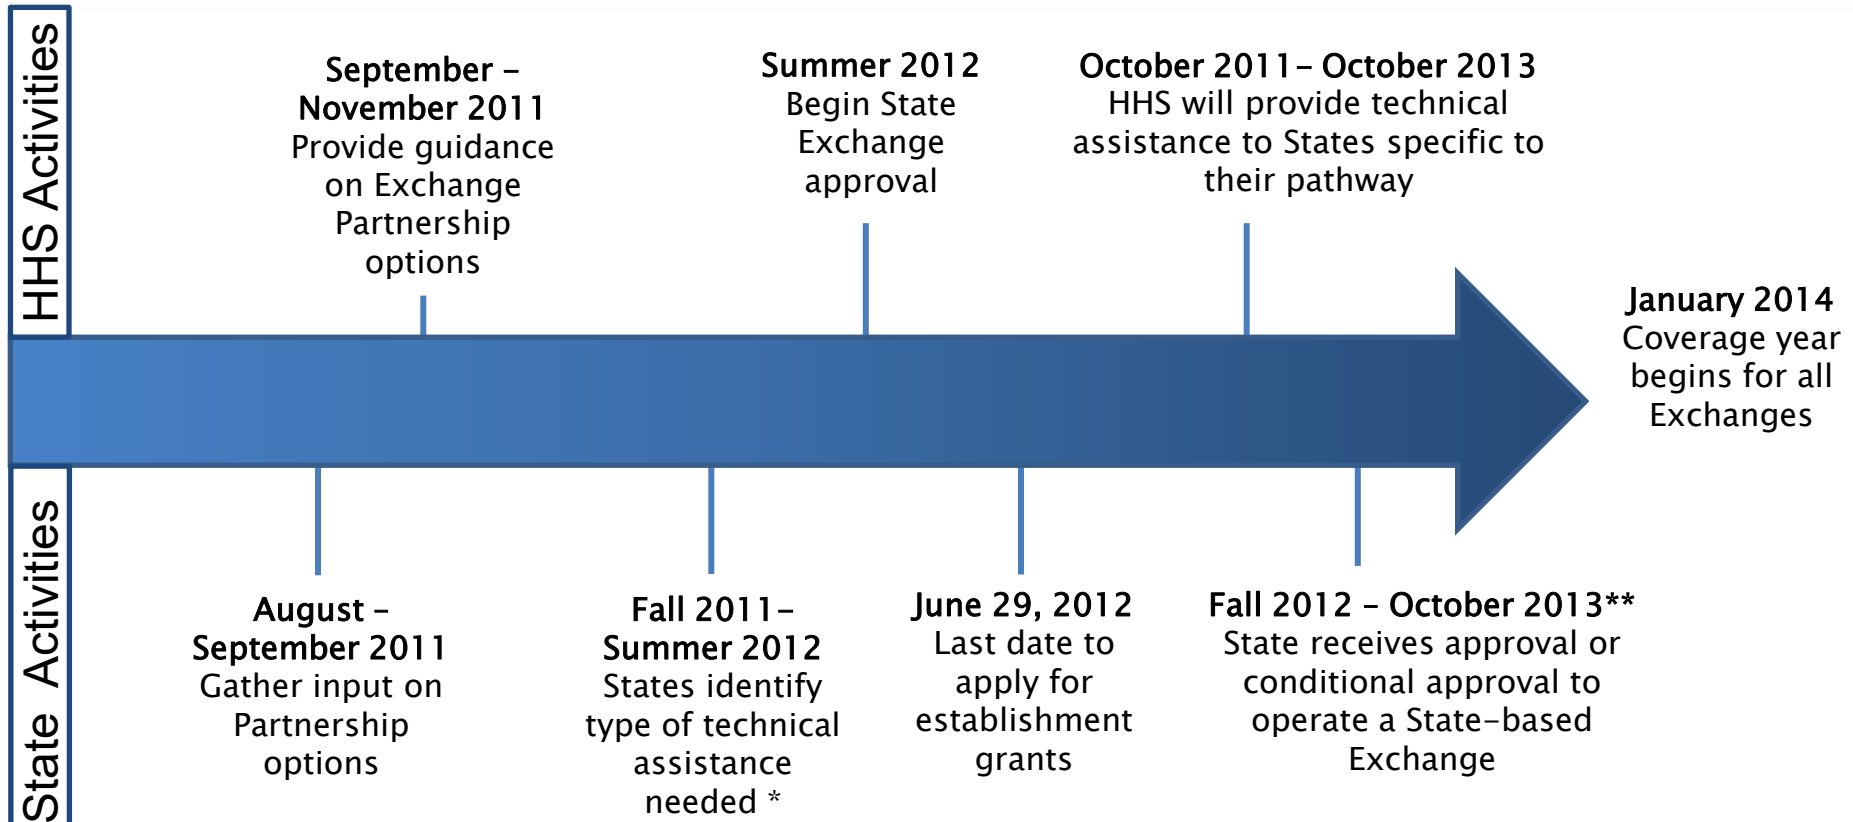 HHS Activities
September –
November 2011
Provide guidance
on Exchange
Partnership
options
Summer 2012
Begin State
Exchange
approval
October 2011– October 2013
HHS will provide technical
assistance to States specific to
their pathway
January 2014
Coverage year
begins for all
Exchanges
State Activities
August –
September 2011
Gather input on
Partnership
options
Fall 2011–
Summer 2012
States identify
type of technical
assistance
needed *
June 29, 2012
Last date to
apply for
establishment
grants
Fall 2012 – October 2013**
State receives approval or
conditional approval to
operate a State–based
Exchange